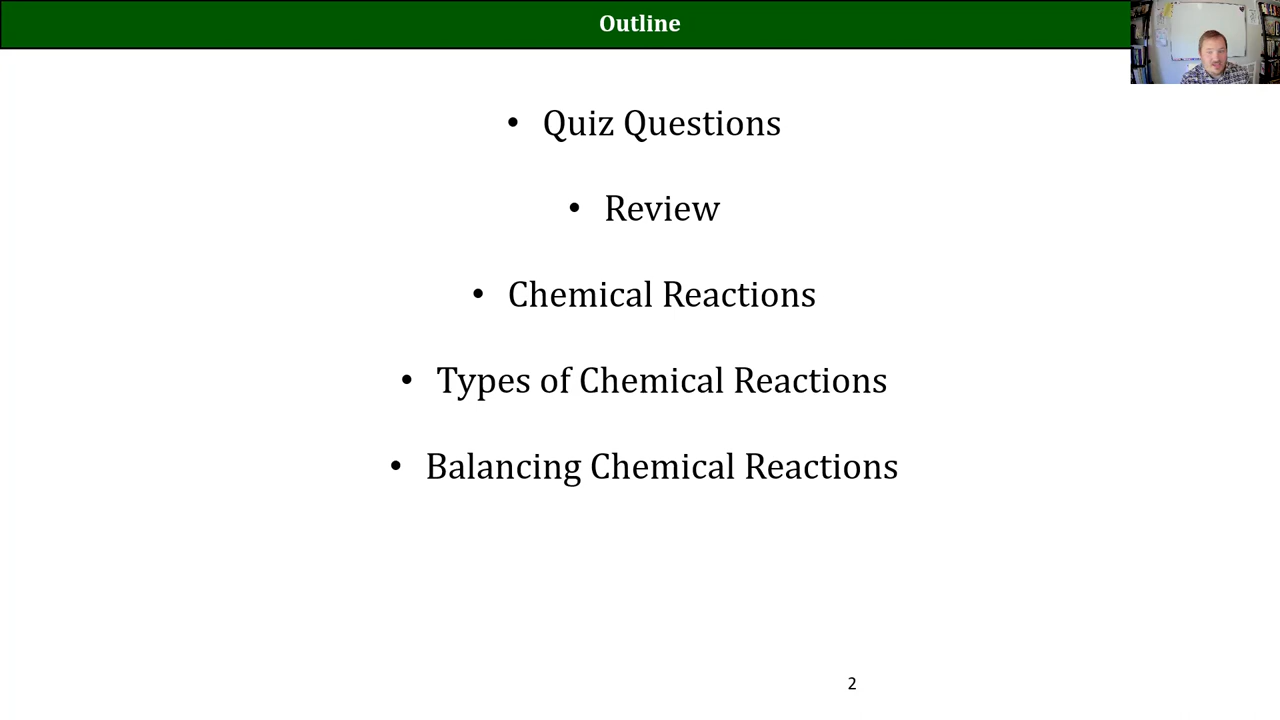 Outline
• Quiz Questions
• Review
• Chemical Reactions
• Types of Chemical Reactions
• Balancing Chemical Reactions
2